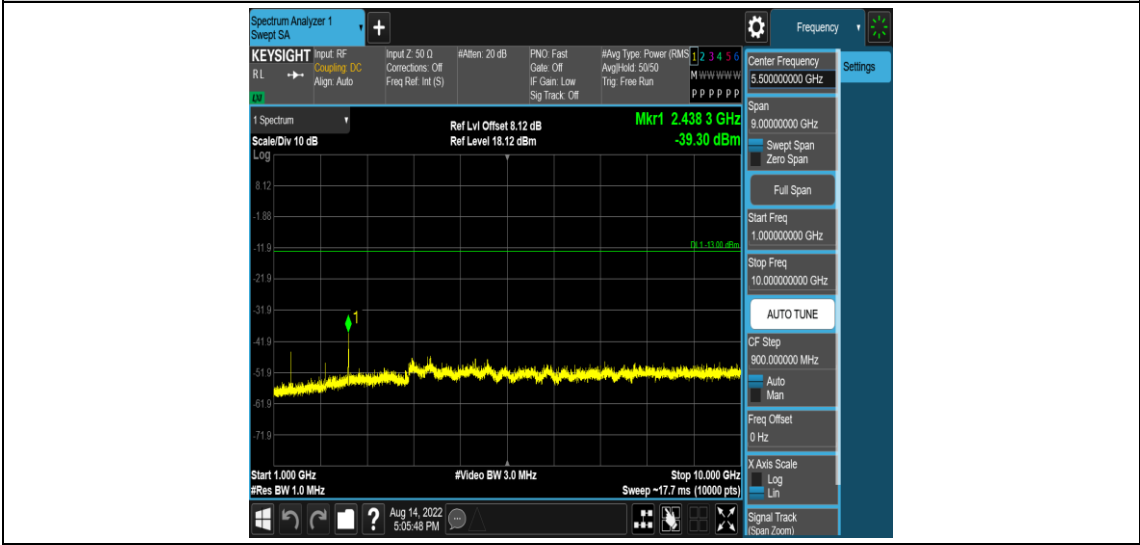 Spectrum Analyzer 1
Swept SA
+
Frequency
KEYSIGHT
Input: RF
Coupling: DC
Align: Auto
RL
LM
Input Z: 50 Ω
Corrections: Off
Freq Ref: Int (S)
#Atten: 20 dB
PNO: Fast
Gate: Off
IF Gain: Low
Sig Track: Off
#Avg Type: Power (RMS
Avg|Hold: 50/50
Trig: Free Run
1 2 3 4 5 6
M W W W W W
P P P P P P
1 Spectrum
Scale/Div 10 dB
Log
Ref Lvl Offset 8.12 dB
Ref Level 18.12 dBm
Mkr1 2.438 3 GHz
-39.30 dBm
8.12
-1.88
-11.9
DL1 -13.00 dBm
-21.9
-31.9
1
-41.9
-51.9
-61.9
-71.9
Start 1.000 GHz
#Res BW 1.0 MHz
#Video BW 3.0 MHz
Stop 10.000 GHz
Sweep ~17.7 ms (10000 pts)
?
Aug 14, 2022
5:05:48 PM
Center Frequency
5.500000000 GHz
Settings
Span
9.00000000 GHz
Swept Span
Zero Span
Full Span
Start Freq
1.000000000 GHz
Stop Freq
10.000000000 GHz
AUTO TUNE
CF Step
900.000000 MHz
Auto
Man
Freq Offset
0 Hz
X Axis Scale
Log
Lin
Signal Track
(Span Zoom)